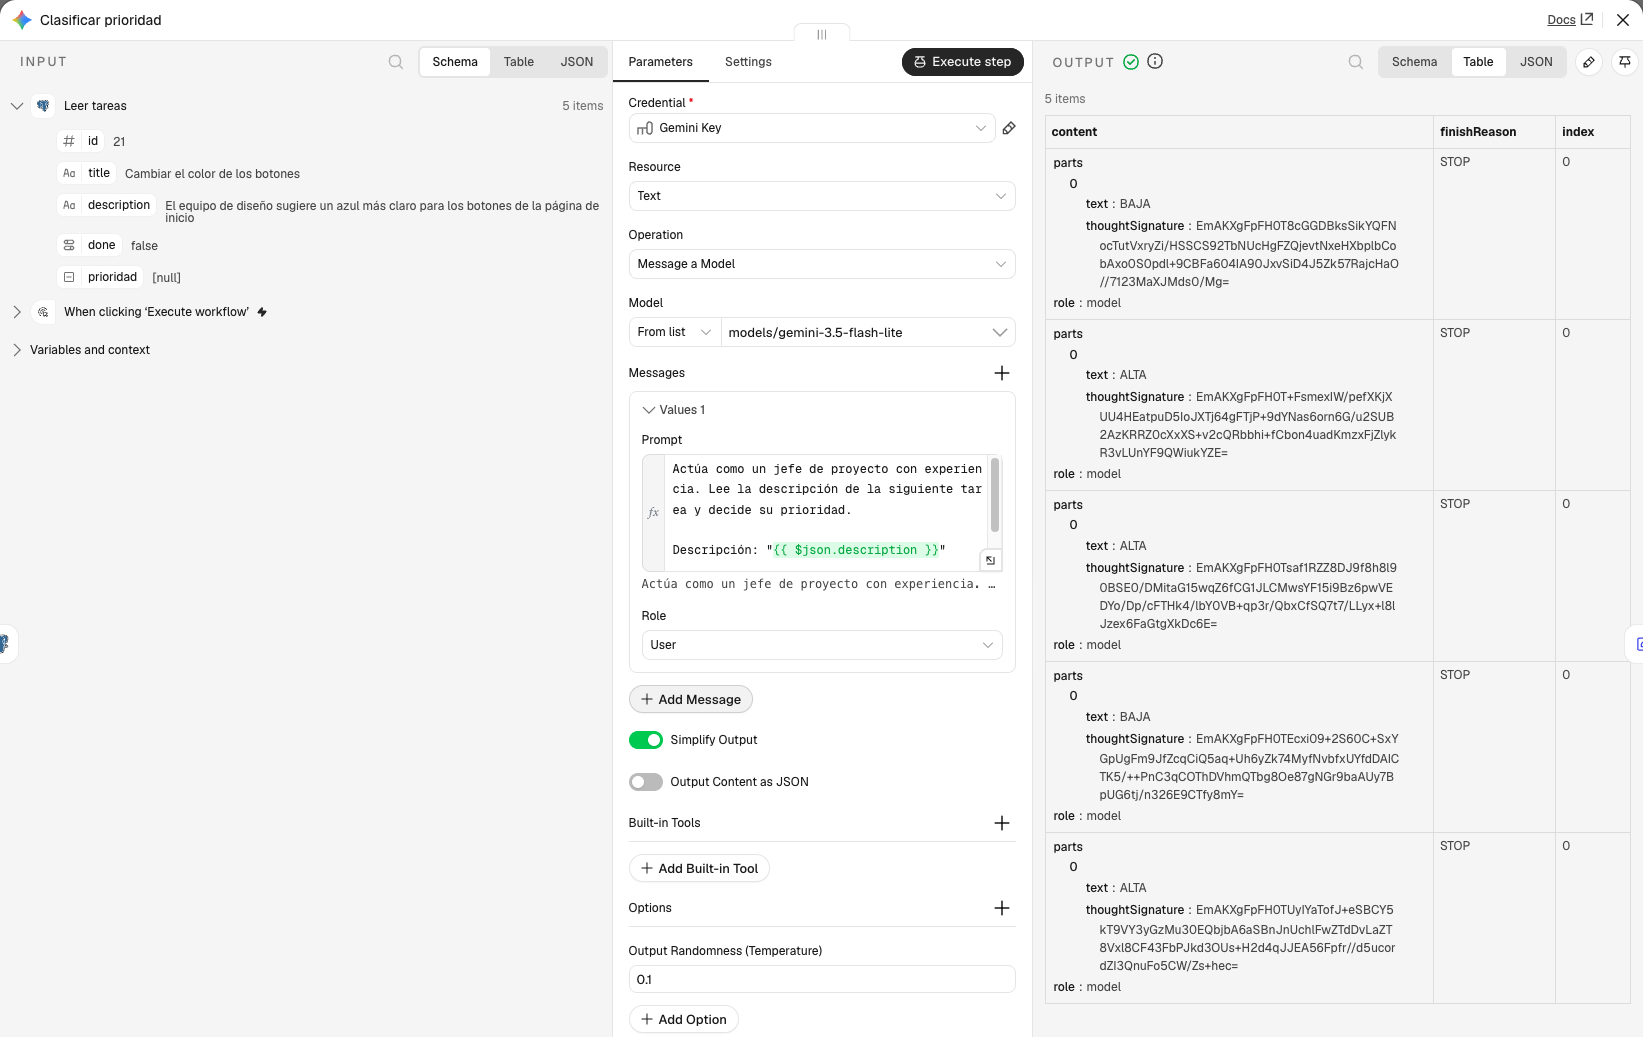 Clasificar prioridad
Docs
INPUT
Schema
Table
JSON
Leer tareas
5 items
id
21
title
Cambiar el color de los botones
description
El equipo de diseño sugiere un azul más claro para los botones de la página de
inicio
done
false
prioridad
[null]
When clicking ‘Execute workflow’
Variables and context
Parameters
Settings
Execute step
Credential *
Gemini Key
Resource
Text
Operation
Message a Model
Model
From list
models/gemini-3.5-flash-lite
Messages
Values 1
Prompt
fx
Actúa como un jefe de proyecto con experien
cia. Lee la descripción de la siguiente tar
ea y decide su prioridad.
Descripción: "{{ $json.description }}"
Actúa como un jefe de proyecto con experiencia. …
Role
User
Add Message
Simplify Output
Output Content as JSON
Built-in Tools
Add Built-in Tool
Options
Output Randomness (Temperature)
0.1
Add Option
OUTPUT
Schema
Table
JSON
5 items
content
finishReason
index
parts
STOP
0
0
text : BAJA
thoughtSignature : EmAKXgFpFH0T8cGGDBksSikYQFN
ocTutVxryZi/HSSCS92TbNUcHgFZQjevtNxeHXbplbCo
bAxo0S0pdl+9CBFa604IA90JxvSiD4J5Zk57RajcHaO
//7123MaXJMds0/Mg=
role : model
parts
STOP
0
0
text : ALTA
thoughtSignature : EmAKXgFpFH0T+FsmexIW/pefXKjX
UU4HEatpuD5IoJXTj64gFTjP+9dYNas6orn6G/u2SUB
2AzKRRZ0cXxXS+v2cQRbbhi+fCbon4uadKmzxFjZlyk
R3vLUnYF9QWiukYZE=
role : model
parts
STOP
0
0
text : ALTA
thoughtSignature : EmAKXgFpFH0Tsaf1RZZ8DJ9f8h8l9
0BSE0/DMitaG15wqZ6fCG1JLCMwsYF15i9Bz6pwVE
DYo/Dp/cFTHk4/lbY0VB+qp3r/QbxCfSQ7t7/LLyx+l8l
Jzex6FaGtgXkDc6E=
role : model
parts
STOP
0
0
text : BAJA
thoughtSignature : EmAKXgFpFH0TEcxi09+2S60C+SxY
GpUgFm9JfZcqCiQ5aq+Uh6yZk74MyfNvbfxUYfdDAIC
TK5/++PnC3qCOThDVhmQTbg8Oe87gNGr9baAUy7B
pUG6tj/n326E9CTfy8mY=
role : model
parts
STOP
0
0
text : ALTA
thoughtSignature : EmAKXgFpFH0TUyIYaTofJ+eSBCY5
kT9VY3yGzMu30EQbjbA6aSBnJnUchlFwZTdDvLaZT
8Vxl8CF43FbPJkd3OUs+H2d4qJJEA56Fpfr//d5ucor
dZI3QnuFo5CW/Zs+hec=
role : model